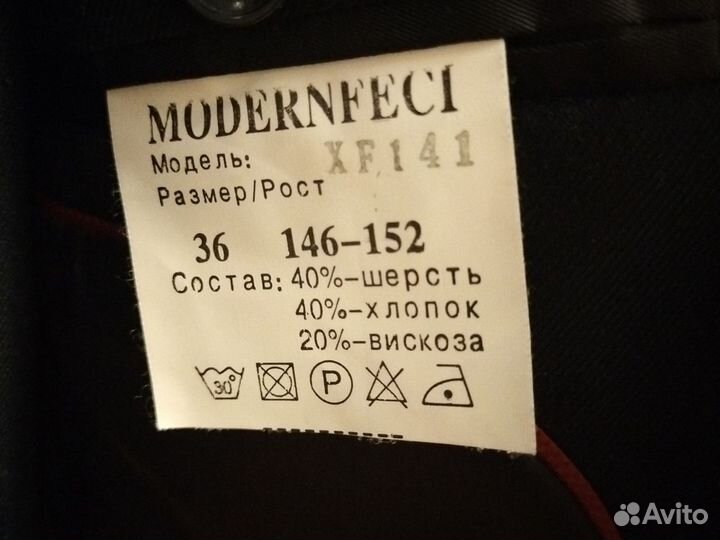 MODERNFECI
Модель: XF141
Размер/Рост
36 146-152
Состав: 40%-шерсть
40%-хлопок
20%-вискоза
30° P
Avito